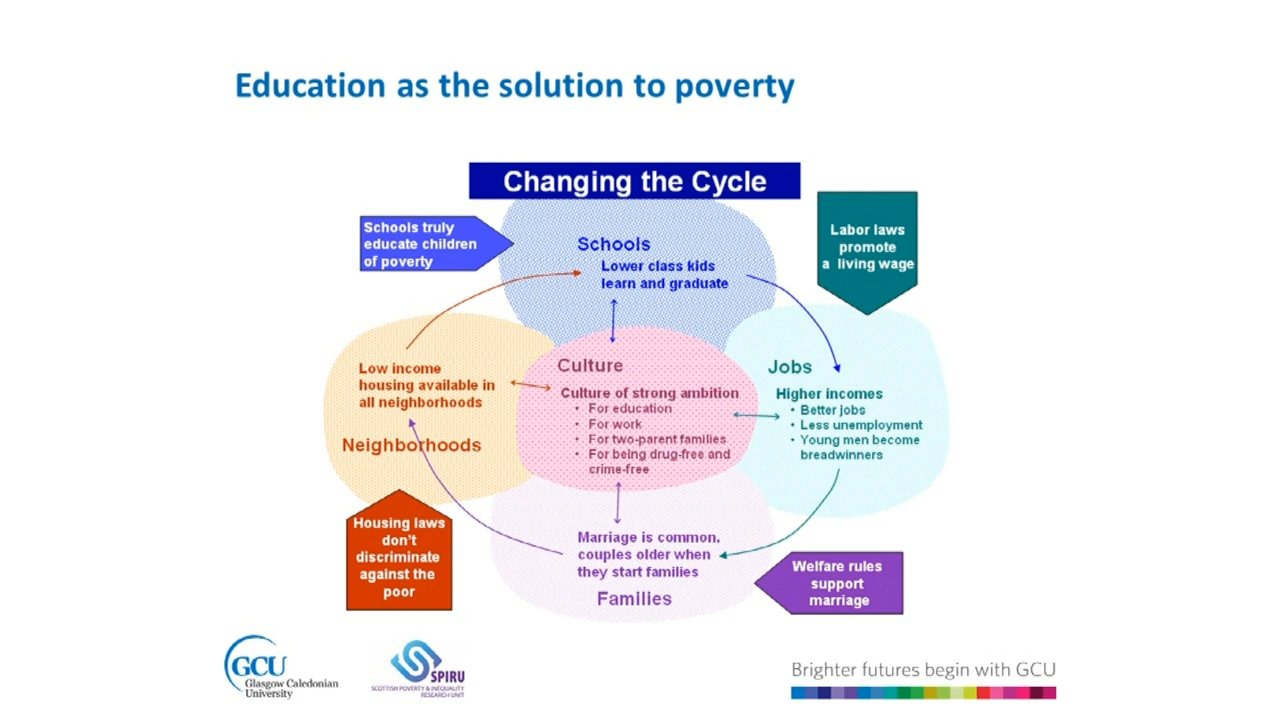 Education as the solution to poverty
Changing the Cycle
Schools truly
educate children
of poverty
Schools
Lower class kids
learn and graduate
Labor laws
promote
a living wage
Low income
housing available in
all neighborhoods
Neighborhoods
Culture
Culture of strong ambition
• For education
• For work
• For two-parent families
• For being drug-free and
crime-free
Jobs
Higher incomes
• Better jobs
• Less unemployment
• Young men become
breadwinners
Housing laws
don't
discriminate
against the
poor
Marriage is common,
couples older when
they start families
Families
Welfare rules
support
marriage
GCU
Glasgow Caledonian
University
SPIRU
SCOTTISH POVERTY & INEQUALITY
RESEARCH UNIT
Brighter futures begin with GCU